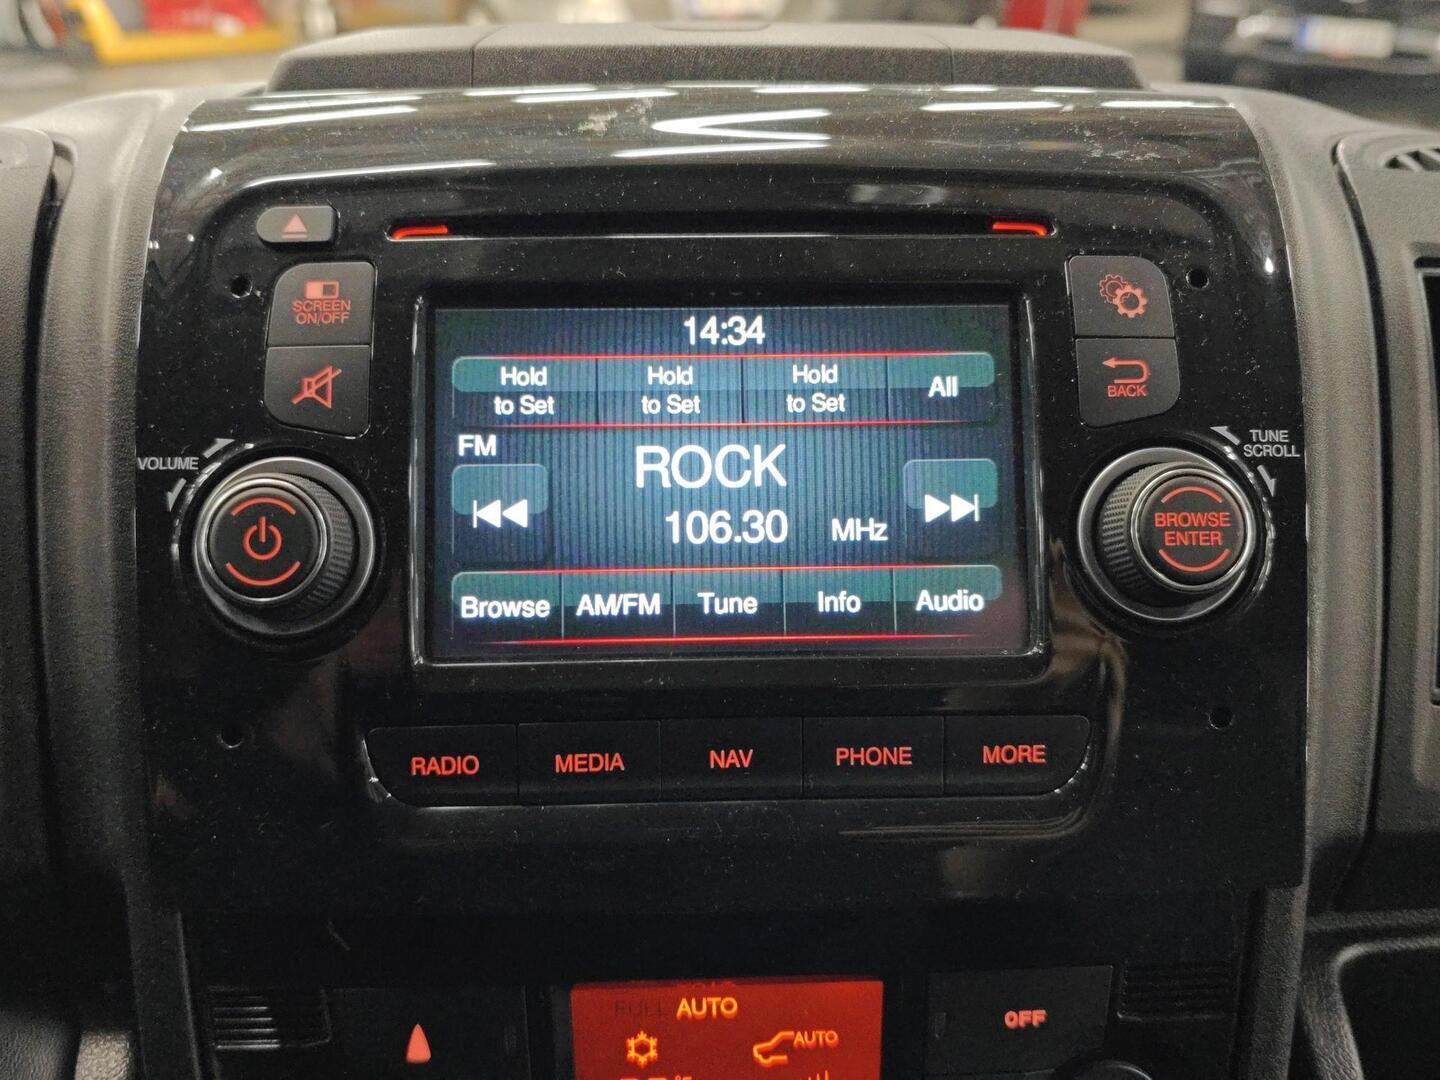 SCREEN
ON/OFF
BACK
VOLUME
TUNE
SCROLL
BROWSE
ENTER
14:34
Hold to Set
Hold to Set
Hold to Set
All
FM
ROCK
106.30 MHz
Browse AM/FM Tune Info Audio
RADIO MEDIA NAV PHONE MORE
FULL AUTO
AUTO
OFF